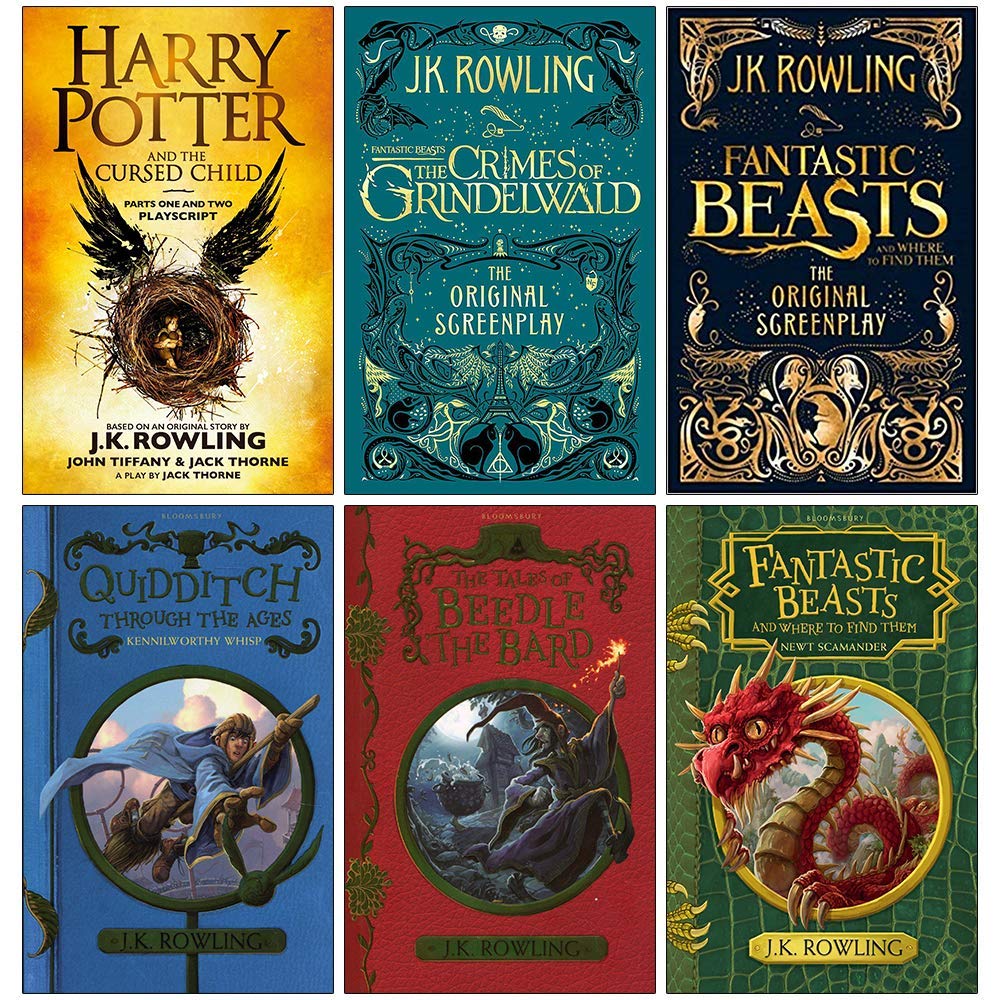 HARRY
POTTER
AND THE
CURSED CHILD
PARTS ONE AND TWO
PLAYSCRIPT
BASED ON AN ORIGINAL STORY BY
J.K. ROWLING
JOHN TIFFANY & JACK THORNE
A PLAY BY JACK THORNE
J.K. ROWLING
FANTASTIC BEASTS
THE CRIMES OF
GRINDELWALD
THE
ORIGINAL
SCREENPLAY
J.K. ROWLING
FANTASTIC
BEASTS
AND WHERE
TO FIND THEM
THE
ORIGINAL
SCREENPLAY
BLOOMSBURY
QUIDDITCH
THROUGH THE AGES
KENNILWORTHY WHISP
J.K. ROWLING
BLOOMSBURY
THE TALES OF
BEEDLE
THE BARD
J.K. ROWLING
BLOOMSBURY
FANTASTIC
BEASTS
AND WHERE TO FIND THEM
NEWT SCAMANDER
J.K. ROWLING